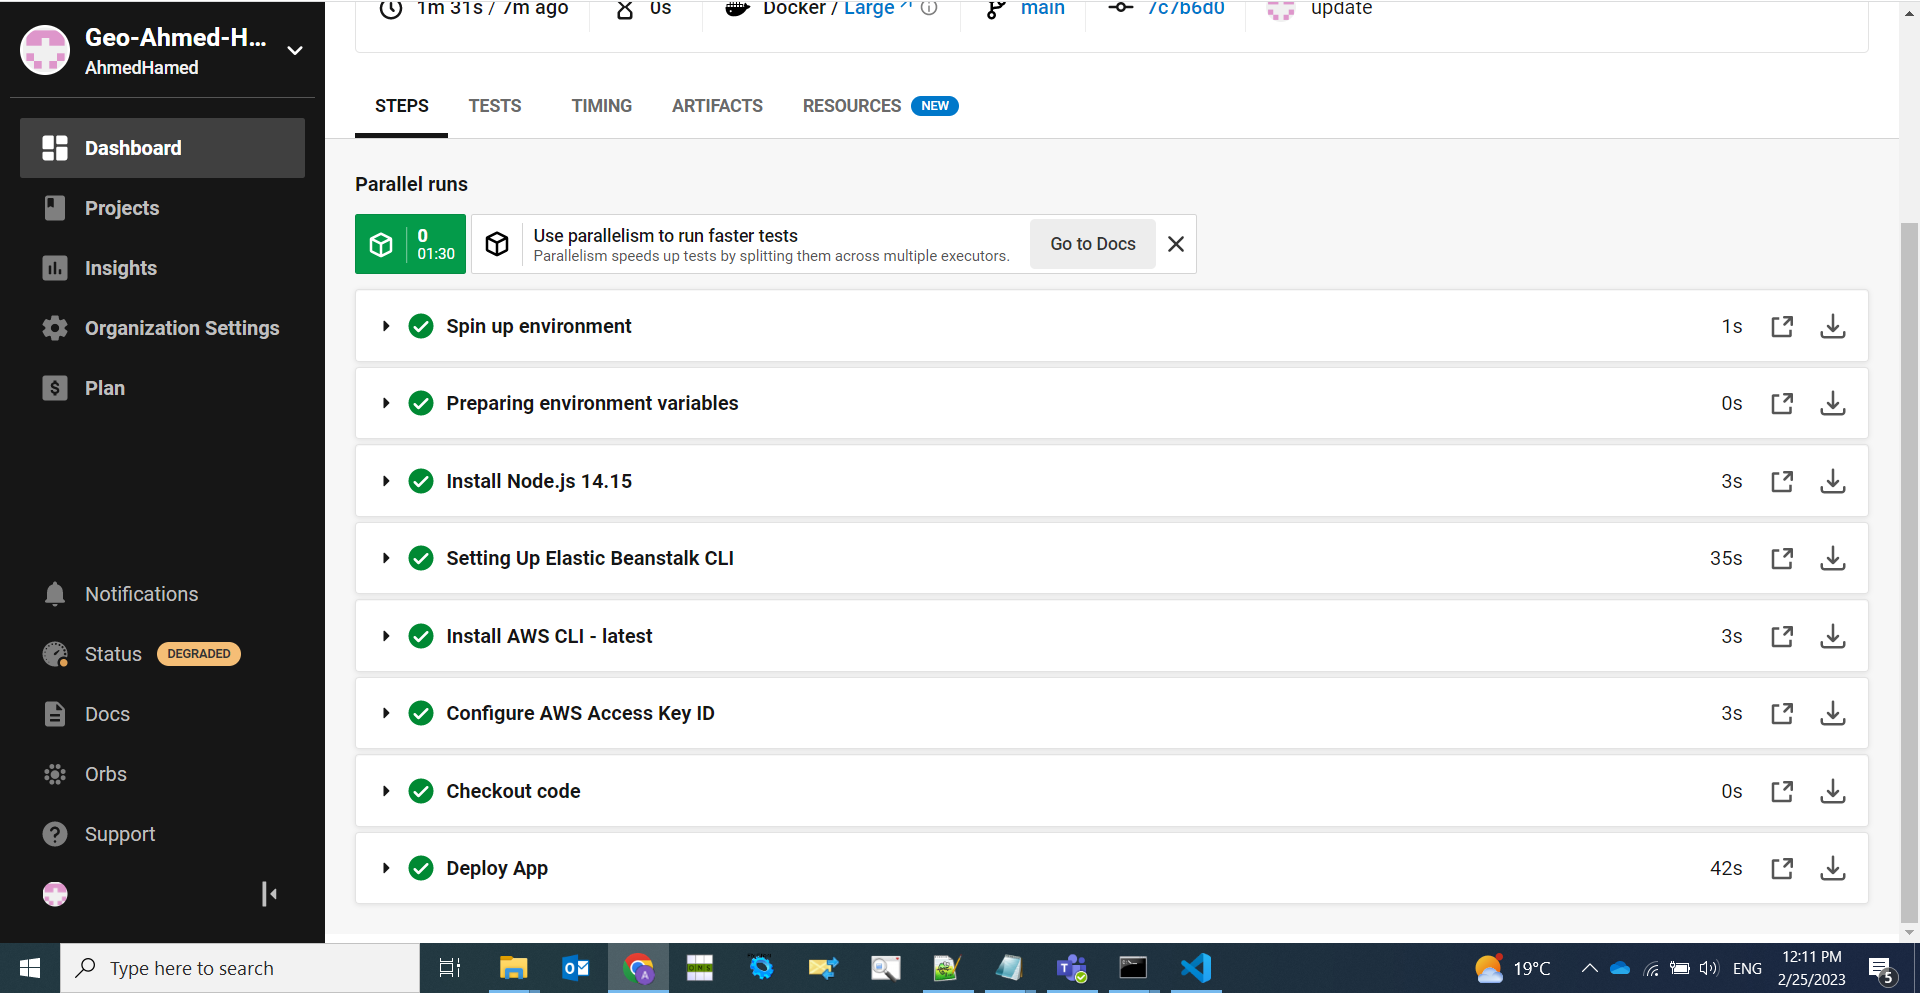 Geo-Ahmed-H...
AhmedHamed
Dashboard
Projects
Insights
Organization Settings
Plan
Notifications
Status DEGRADED
Docs
Orbs
Support
1m 31s / 7m ago
0s
Docker / Large
main
7c7b6d0
update
STEPS TESTS TIMING ARTIFACTS RESOURCES NEW
Parallel runs
0
01:30
Use parallelism to run faster tests
Parallelism speeds up tests by splitting them across multiple executors.
Go to Docs
Spin up environment 1s
Preparing environment variables 0s
Install Node.js 14.15 3s
Setting Up Elastic Beanstalk CLI 35s
Install AWS CLI - latest 3s
Configure AWS Access Key ID 3s
Checkout code 0s
Deploy App 42s
Type here to search
19°C
ENG
12:11 PM
2/25/2023
5